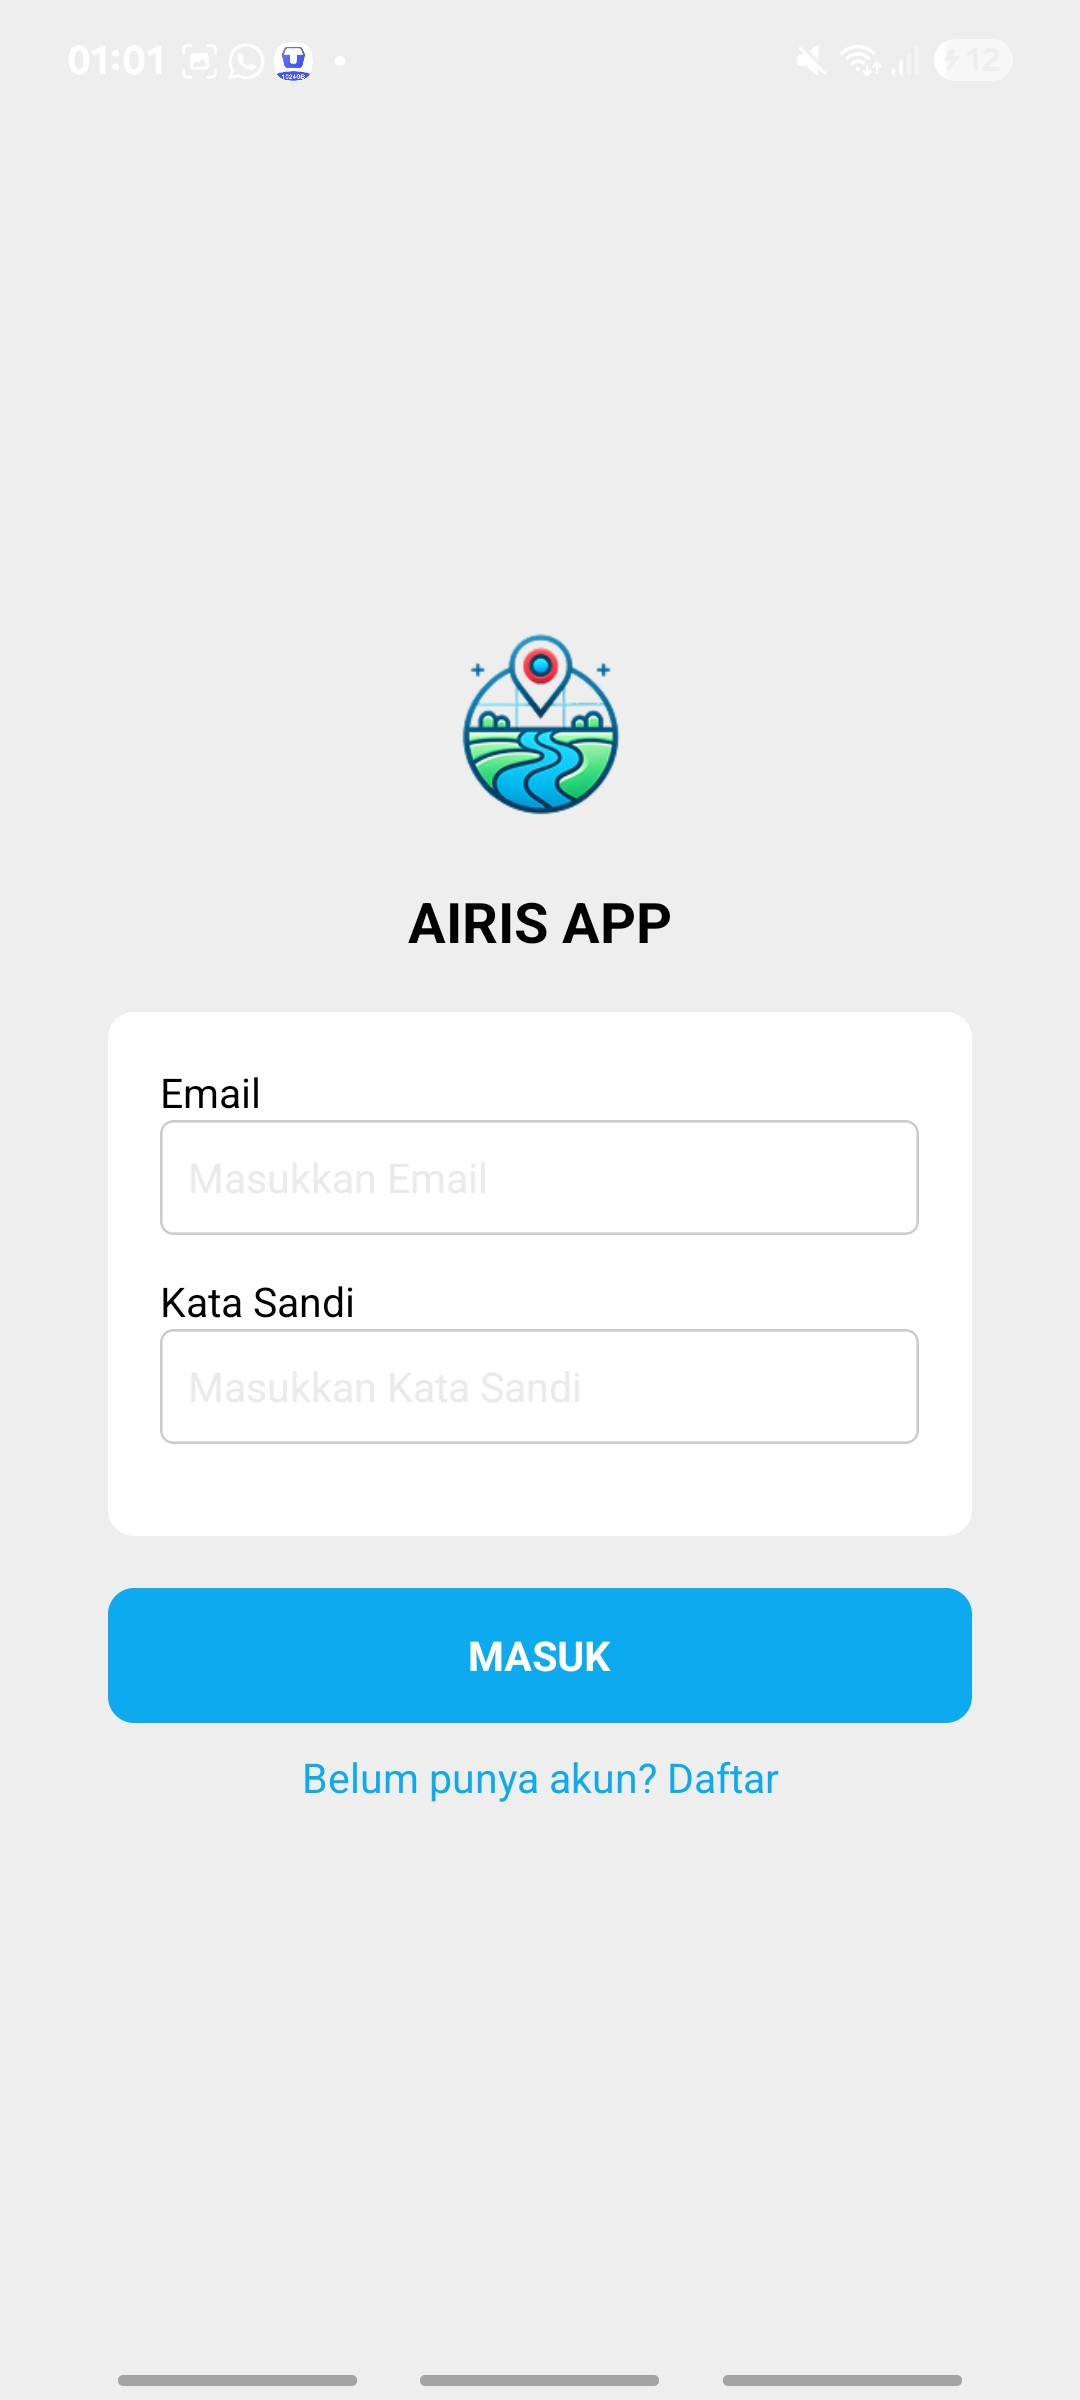 01:01
12
AIRIS APP
Email
Masukkan Email
Kata Sandi
Masukkan Kata Sandi
MASUK
Belum punya akun? Daftar